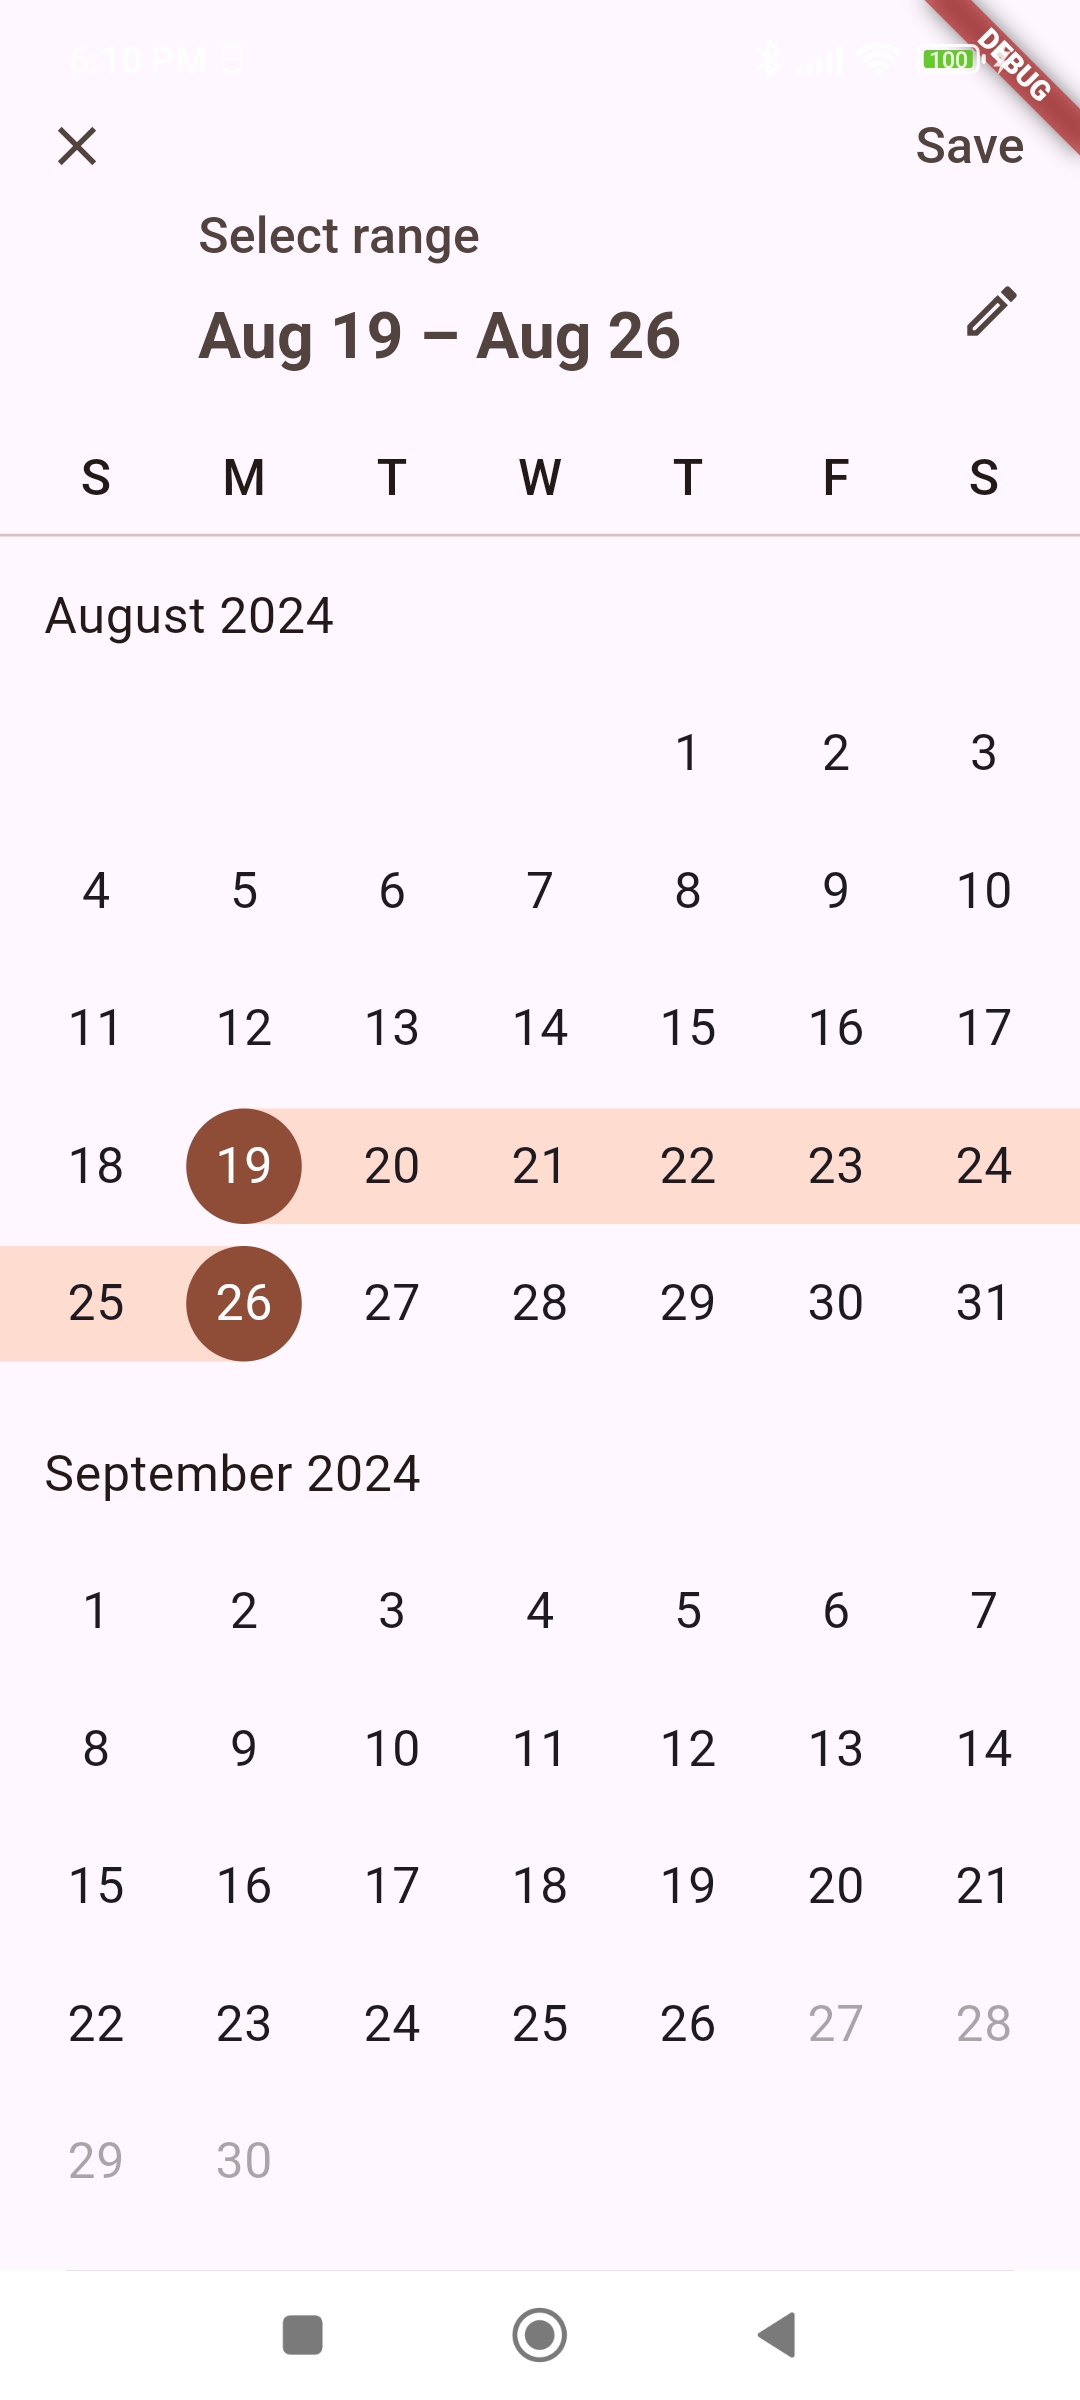 6:10 PM
100
DEBUG
Save
Select range
Aug 19 – Aug 26
S M T W T F S
August 2024
1 2 3
4 5 6 7 8 9 10
11 12 13 14 15 16 17
18 19 20 21 22 23 24
25 26 27 28 29 30 31
September 2024
1 2 3 4 5 6 7
8 9 10 11 12 13 14
15 16 17 18 19 20 21
22 23 24 25 26 27 28
29 30